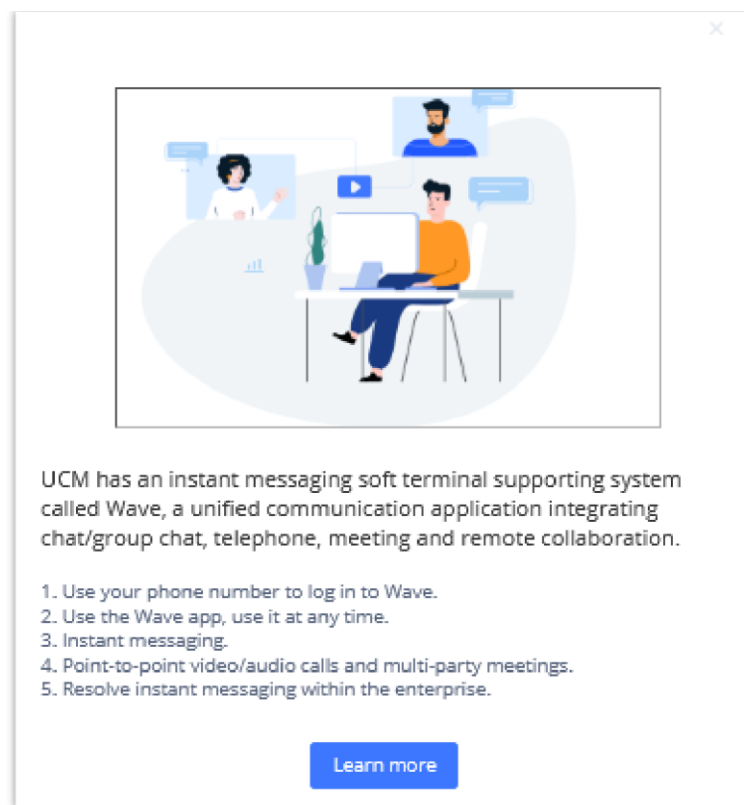 UCM has an instant messaging soft terminal supporting system
called Wave, a unified communication application integrating
chat/group chat, telephone, meeting and remote collaboration.
1. Use your phone number to log in to Wave.
2. Use the Wave app, use it at any time.
3. Instant messaging.
4. Point-to-point video/audio calls and multi-party meetings.
5. Resolve instant messaging within the enterprise.
Learn more